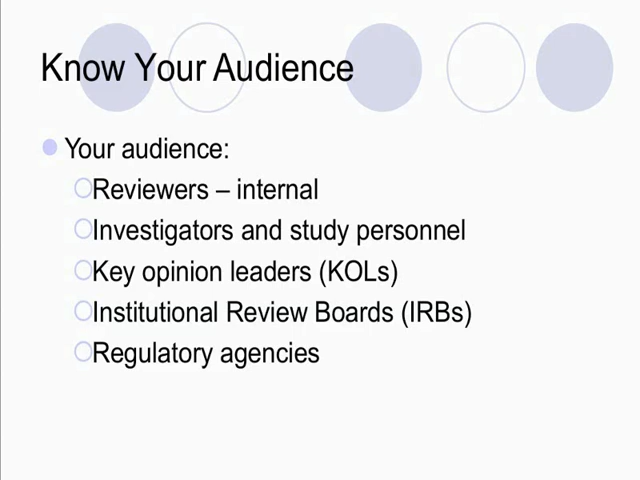 Know Your Audience
Your audience:
Reviewers – internal
Investigators and study personnel
Key opinion leaders (KOLs)
Institutional Review Boards (IRBs)
Regulatory agencies